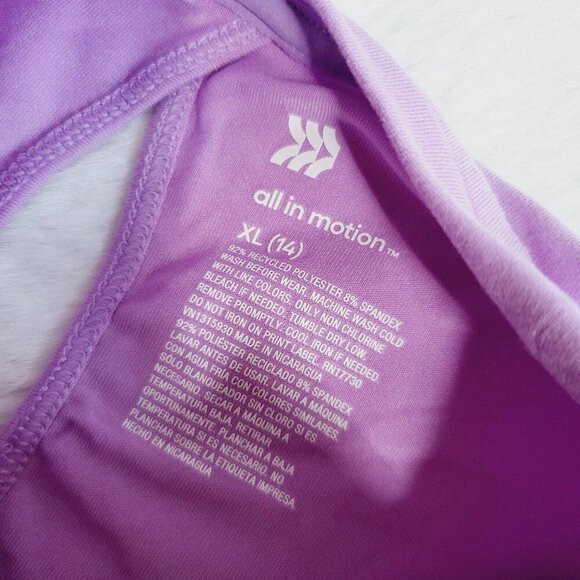 all in motion™
XL (14)
92% RECYCLED POLYESTER 8% SPANDEX
WASH BEFORE WEAR. MACHINE WASH COLD
WITH LIKE COLORS. ONLY NON CHLORINE
BLEACH IF NEEDED. TUMBLE DRY LOW.
REMOVE PROMPTLY. COOL IRON IF NEEDED.
DO NOT IRON ON PRINT LABEL. RN17730
VN1315930 MADE IN NICARAGUA
92% POLIÉSTER RECICLADO 8% SPANDEX
LAVAR ANTES DE USAR. LAVAR A MÁQUINA
CON AGUA FRÍA CON COLORES SIMILARES.
SOLO BLANQUEADOR SIN CLORO SI ES
NECESARIO. SECAR A MÁQUINA A BAJA
TEMPERATURA. RETIRAR
OPORTUNAMENTE. PLANCHAR A BAJA
TEMPERATURA SI ES NECESARIO. NO
PLANCHAR SOBRE LA ETIQUETA IMPRESA
HECHO EN NICARAGUA